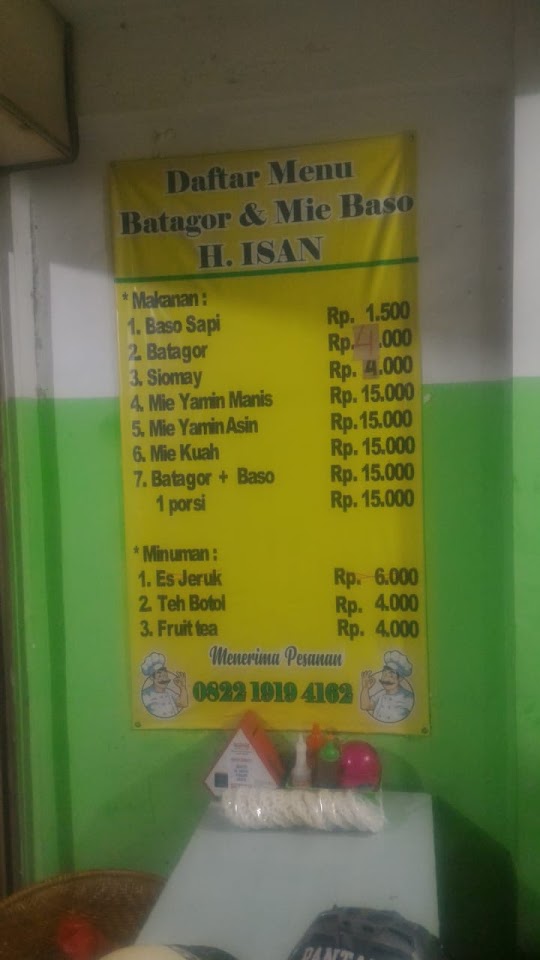 Daftar Menu
Batagor & Mie Baso
H. ISAN
* Makanan :
1. Baso Sapi Rp. 1.500
2. Batagor Rp. 4.000
3. Siomay Rp. 4.000
4. Mie Yamin Manis Rp. 15.000
5. Mie Yamin Asin Rp. 15.000
6. Mie Kuah Rp. 15.000
7. Batagor + Baso Rp. 15.000
1 porsi Rp. 15.000
* Minuman :
1. Es Jeruk Rp. 6.000
2. Teh Botol Rp. 4.000
3. Fruit tea Rp. 4.000
Menerima Pesanan
0822 1919 4162